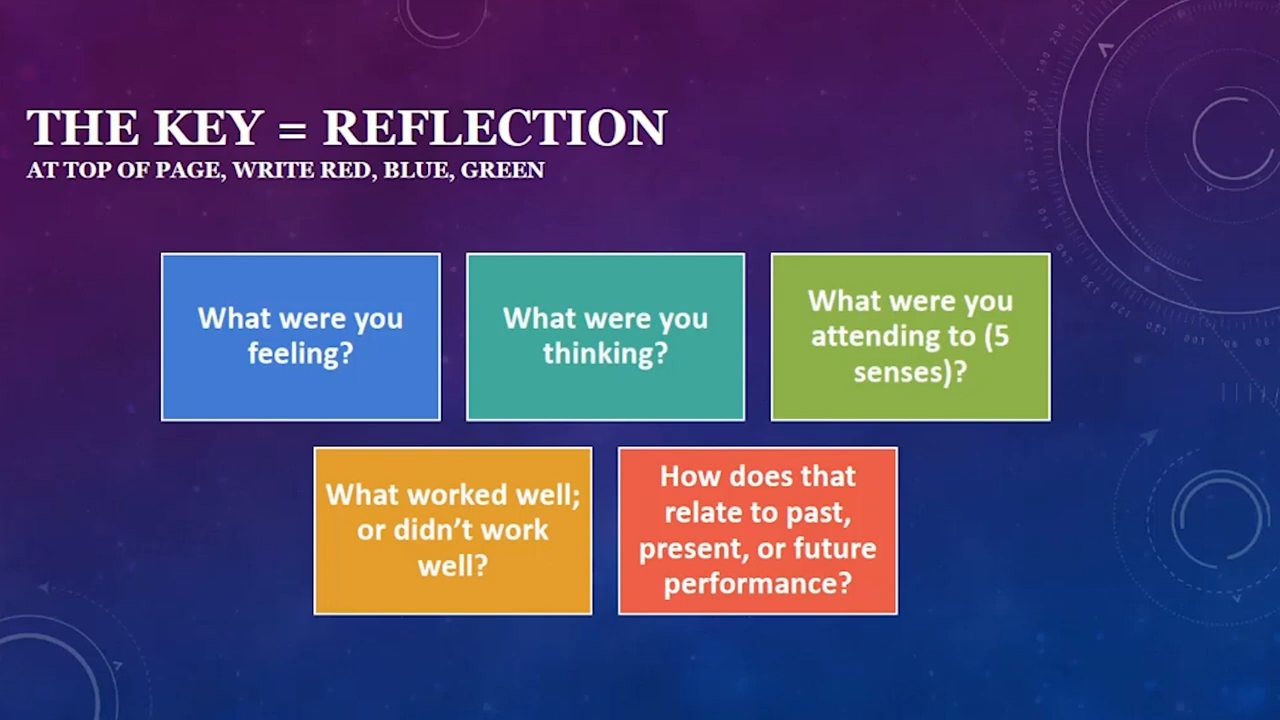 THE KEY = REFLECTION
AT TOP OF PAGE, WRITE RED, BLUE, GREEN
What were you
feeling?
What were you
thinking?
What were you
attending to (5
senses)?
What worked well;
or didn’t work
well?
How does that
relate to past,
present, or future
performance?